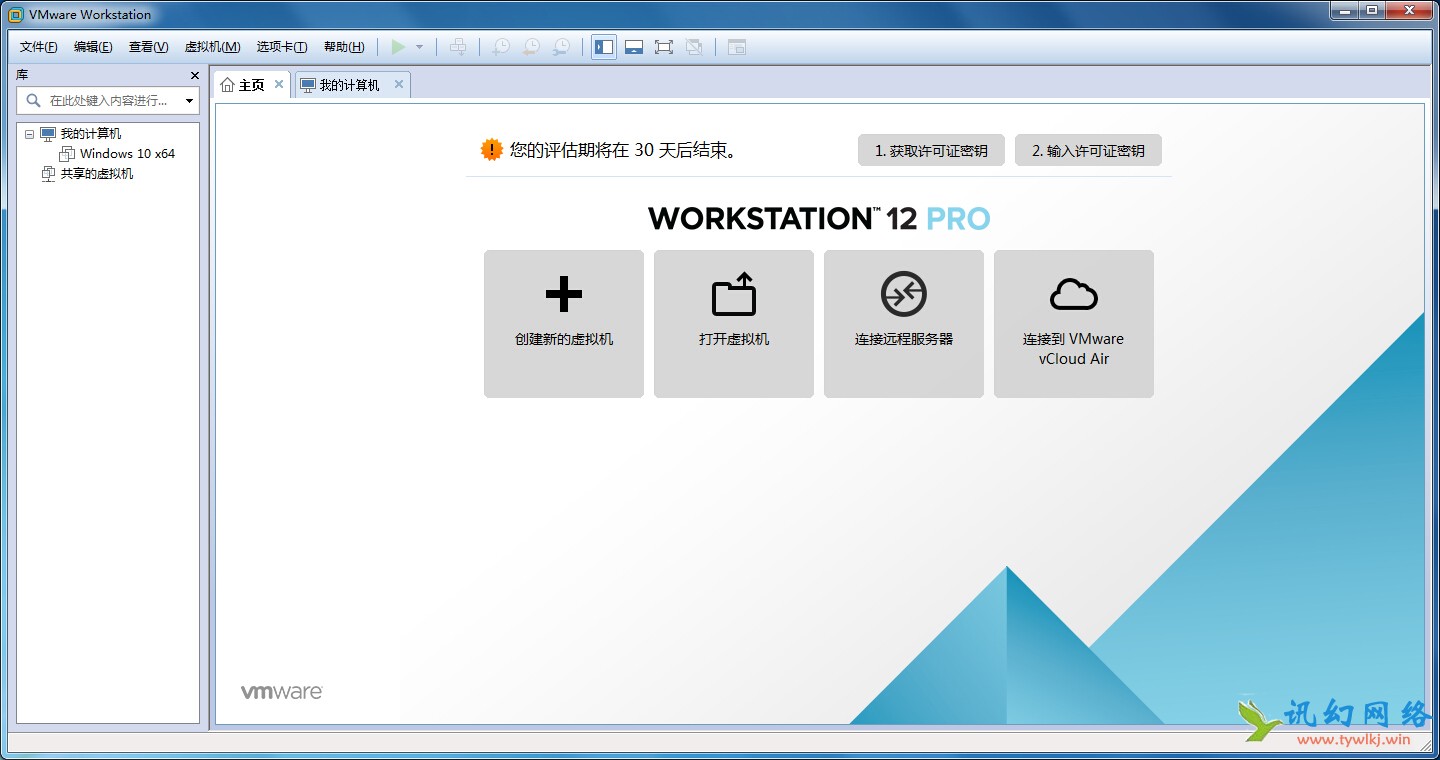 VMware Workstation
文件(F) 编辑(E) 查看(V) 虚拟机(M) 选项卡(T) 帮助(H)
库
在此处键入内容进行...
我的计算机
Windows 10 x64
共享的虚拟机
主页
我的计算机
您的评估期将在 30 天后结束。
1. 获取许可证密钥
2. 输入许可证密钥
WORKSTATION™ 12 PRO
创建新的虚拟机
打开虚拟机
连接远程服务器
连接到 VMware
vCloud Air
vmware
讯幻网络
www.tywlkj.win